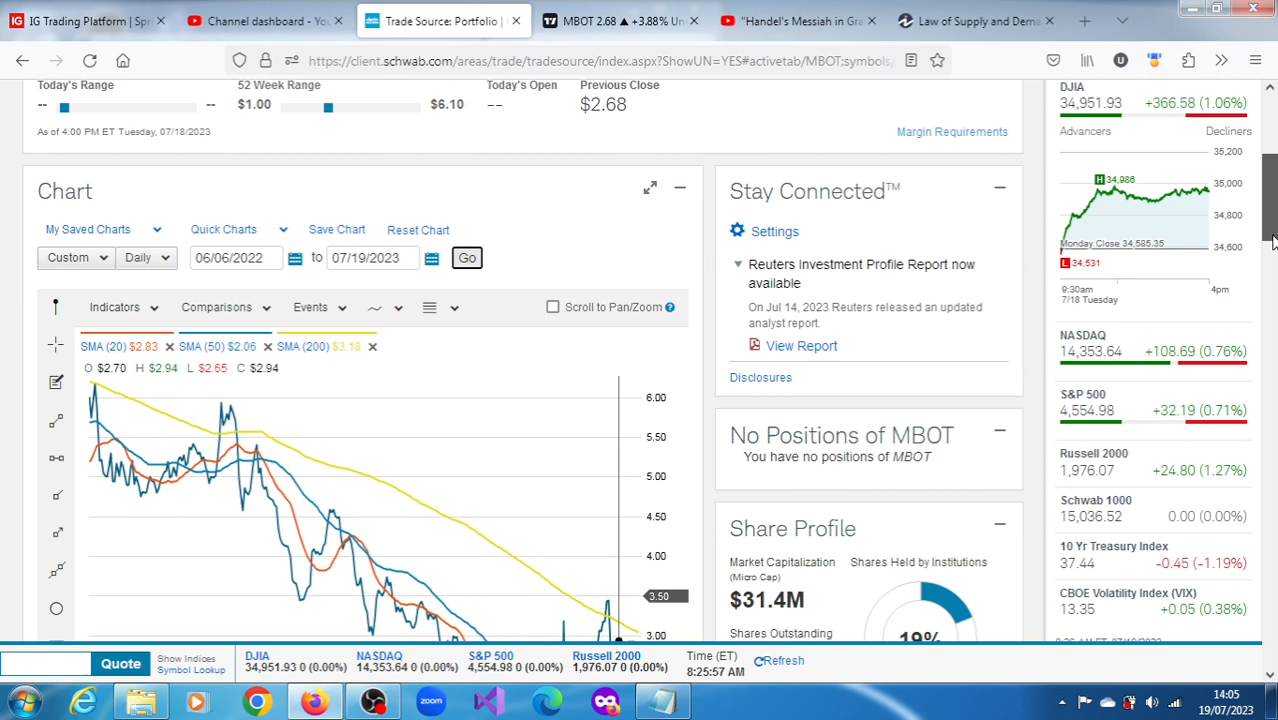 IG Trading Platform | Spre
Channel dashboard - You
Trade Source: Portfolio |
MBOT 2.68 ▲ +3.88% Un
"Handel's Messiah in Gra
Law of Supply and Dema
https://client.schwab.com/areas/trade/tradesource/index.aspx?ShowUN=YES#activetab/MBOT;symbols/
Today's Range
52 Week Range
Today's Open
Previous Close
--
--
$1.00
$6.10
--
$2.68
As of 4:00 PM ET Tuesday, 07/18/2023
Margin Requirements
Chart
My Saved Charts
Quick Charts
Save Chart
Reset Chart
Custom
Daily
06/06/2022
to
07/19/2023
Go
Indicators
Comparisons
Events
Scroll to Pan/Zoom
SMA (20) $2.83
SMA (50) $2.06
SMA (200) $3.18
O $2.70 H $2.94 L $2.65 C $2.94
6.00
5.50
5.00
4.50
4.00
3.50
3.00
Stay Connected™
Settings
Reuters Investment Profile Report now
available
On Jul 14, 2023 Reuters released an updated
analyst report.
View Report
Disclosures
No Positions of MBOT
You have no positions of MBOT
Share Profile
Market Capitalization
(Micro Cap)
$31.4M
Shares Outstanding
Shares Held by Institutions
19%
DJIA
34,951.93 +366.58 (1.06%)
Advancers
Decliners
35,200
H 34,986
35,000
34,800
Monday Close 34,585.35
34,600
L 34,531
9:30am
4pm
7/18 Tuesday
NASDAQ
14,353.64 +108.69 (0.76%)
S&P 500
4,554.98 +32.19 (0.71%)
Russell 2000
1,976.07 +24.80 (1.27%)
Schwab 1000
15,036.52 0.00 (0.00%)
10 Yr Treasury Index
37.44 -0.45 (-1.19%)
CBOE Volatility Index (VIX)
13.35 +0.05 (0.38%)
Quote
Show Indices
Symbol Lookup
DJIA
34,951.93 0 (0.00%)
NASDAQ
14,353.64 0 (0.00%)
S&P 500
4,554.98 0 (0.00%)
Russell 2000
1,976.07 0 (0.00%)
Time (ET)
8:25:57 AM
Refresh
zoom
14:05
19/07/2023